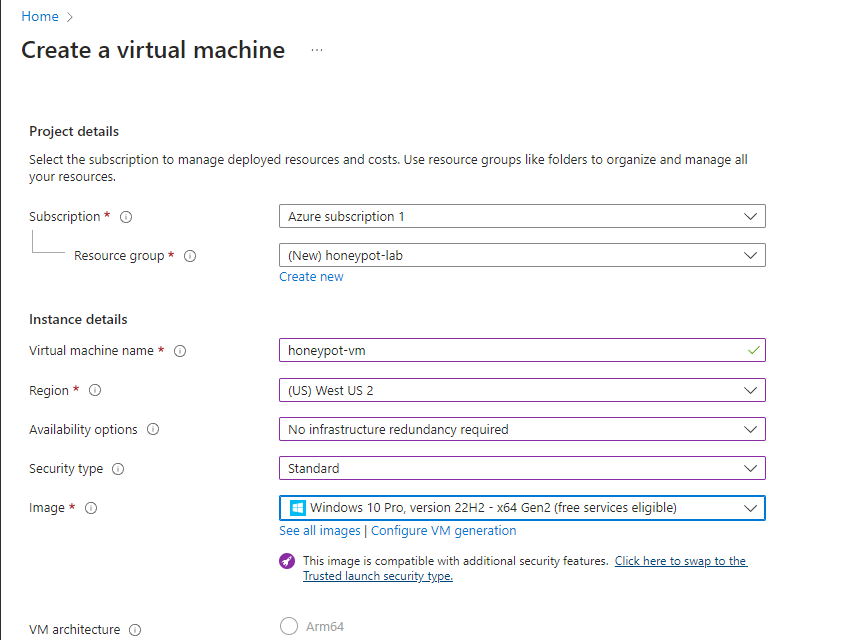 Home
Create a virtual machine ...
Project details
Select the subscription to manage deployed resources and costs. Use resource groups like folders to organize and manage all
your resources.
Subscription * Azure subscription 1
Resource group * (New) honeypot-lab
Create new
Instance details
Virtual machine name * honeypot-vm
Region * (US) West US 2
Availability options No infrastructure redundancy required
Security type Standard
Image * Windows 10 Pro, version 22H2 - x64 Gen2 (free services eligible)
See all images | Configure VM generation
This image is compatible with additional security features. Click here to swap to the
Trusted launch security type.
VM architecture Arm64